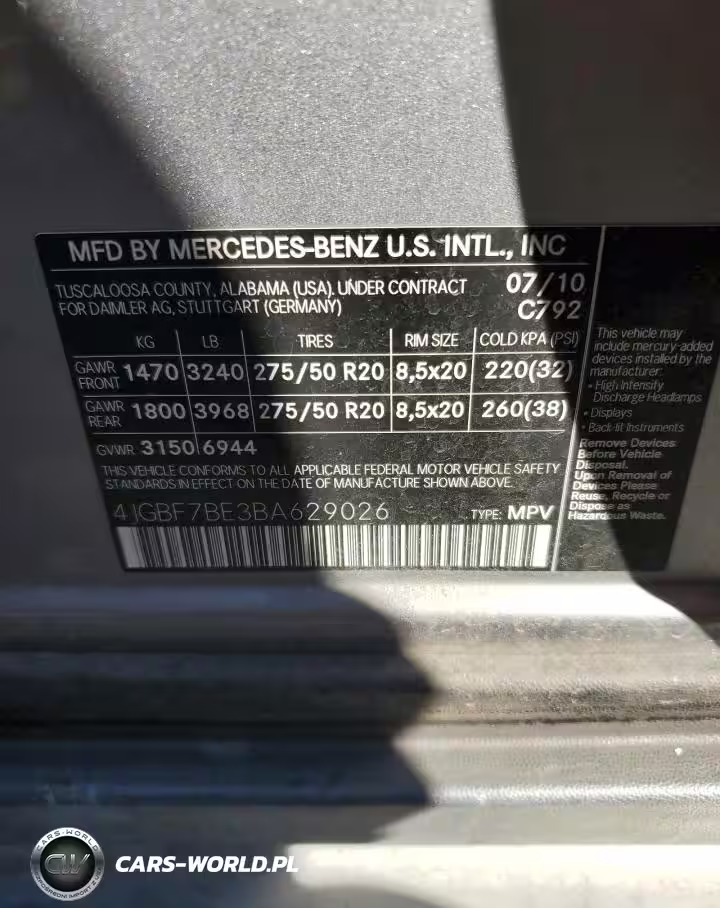 MFD BY MERCEDES-BENZ U.S. INTL., INC
TUSCALOOSA COUNTY, ALABAMA (USA). UNDER CONTRACT
FOR DAIMLER AG, STUTTGART (GERMANY)
07/10
C792
KG LB TIRES RIM SIZE COLD KPA (PSI)
GAWR FRONT 1470 3240 275/50 R20 8,5x20 220(32)
GAWR REAR 1800 3968 275/50 R20 8,5x20 260(38)
GVWR 3150 6944
THIS VEHICLE CONFORMS TO ALL APPLICABLE FEDERAL MOTOR VEHICLE SAFETY
STANDARDS IN EFFECT ON THE DATE OF MANUFACTURE SHOWN ABOVE.
4JGBF7BE3BA629026 TYPE: MPV
This vehicle may
include mercury-added
devices installed by the
manufacturer:
• High Intensity
Discharge Headlamps
• Displays
• Back-lit Instruments
Remove Devices
Before Vehicle
Disposal.
Upon Removal of
Devices Please
Reuse, Recycle or
Dispose as
Hazardous Waste.
CARS-WORLD
CW
CARS-WORLD.PL